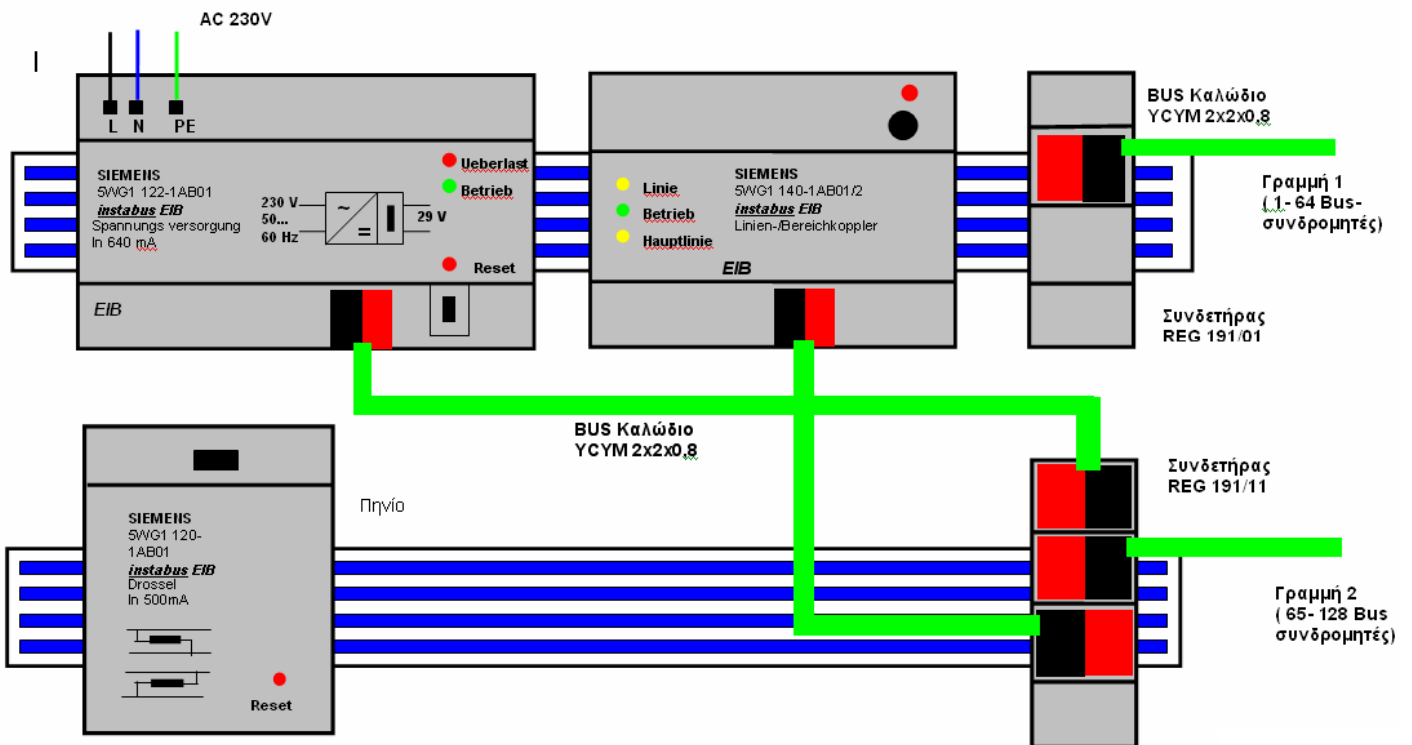 AC 230V
L N PE
SIEMENS
5WG1 122-1AB01
instabus EIB
Spannungs versorgung
In 640 mA
230 V
50...
60 Hz
~
=
29 V
Ueberlast
Betrieb
Reset
EIB
Linie
Betrieb
Hauptlinie
SIEMENS
5WG1 140-1AB01/2
instabus EIB
Linien-/Bereichkoppler
EIB
BUS Καλώδιο
YCYM 2x2x0,8
Γραμμή 1
( 1- 64 Bus-
συνδρομητές)
Συνδετήρας
REG 191/01
BUS Καλώδιο
YCYM 2x2x0,8
SIEMENS
5WG1 120-
1AB01
instabus EIB
Drossel
In 500mA
Reset
Πηνίο
Συνδετήρας
REG 191/11
Γραμμή 2
( 65- 128 Bus
συνδρομητές)